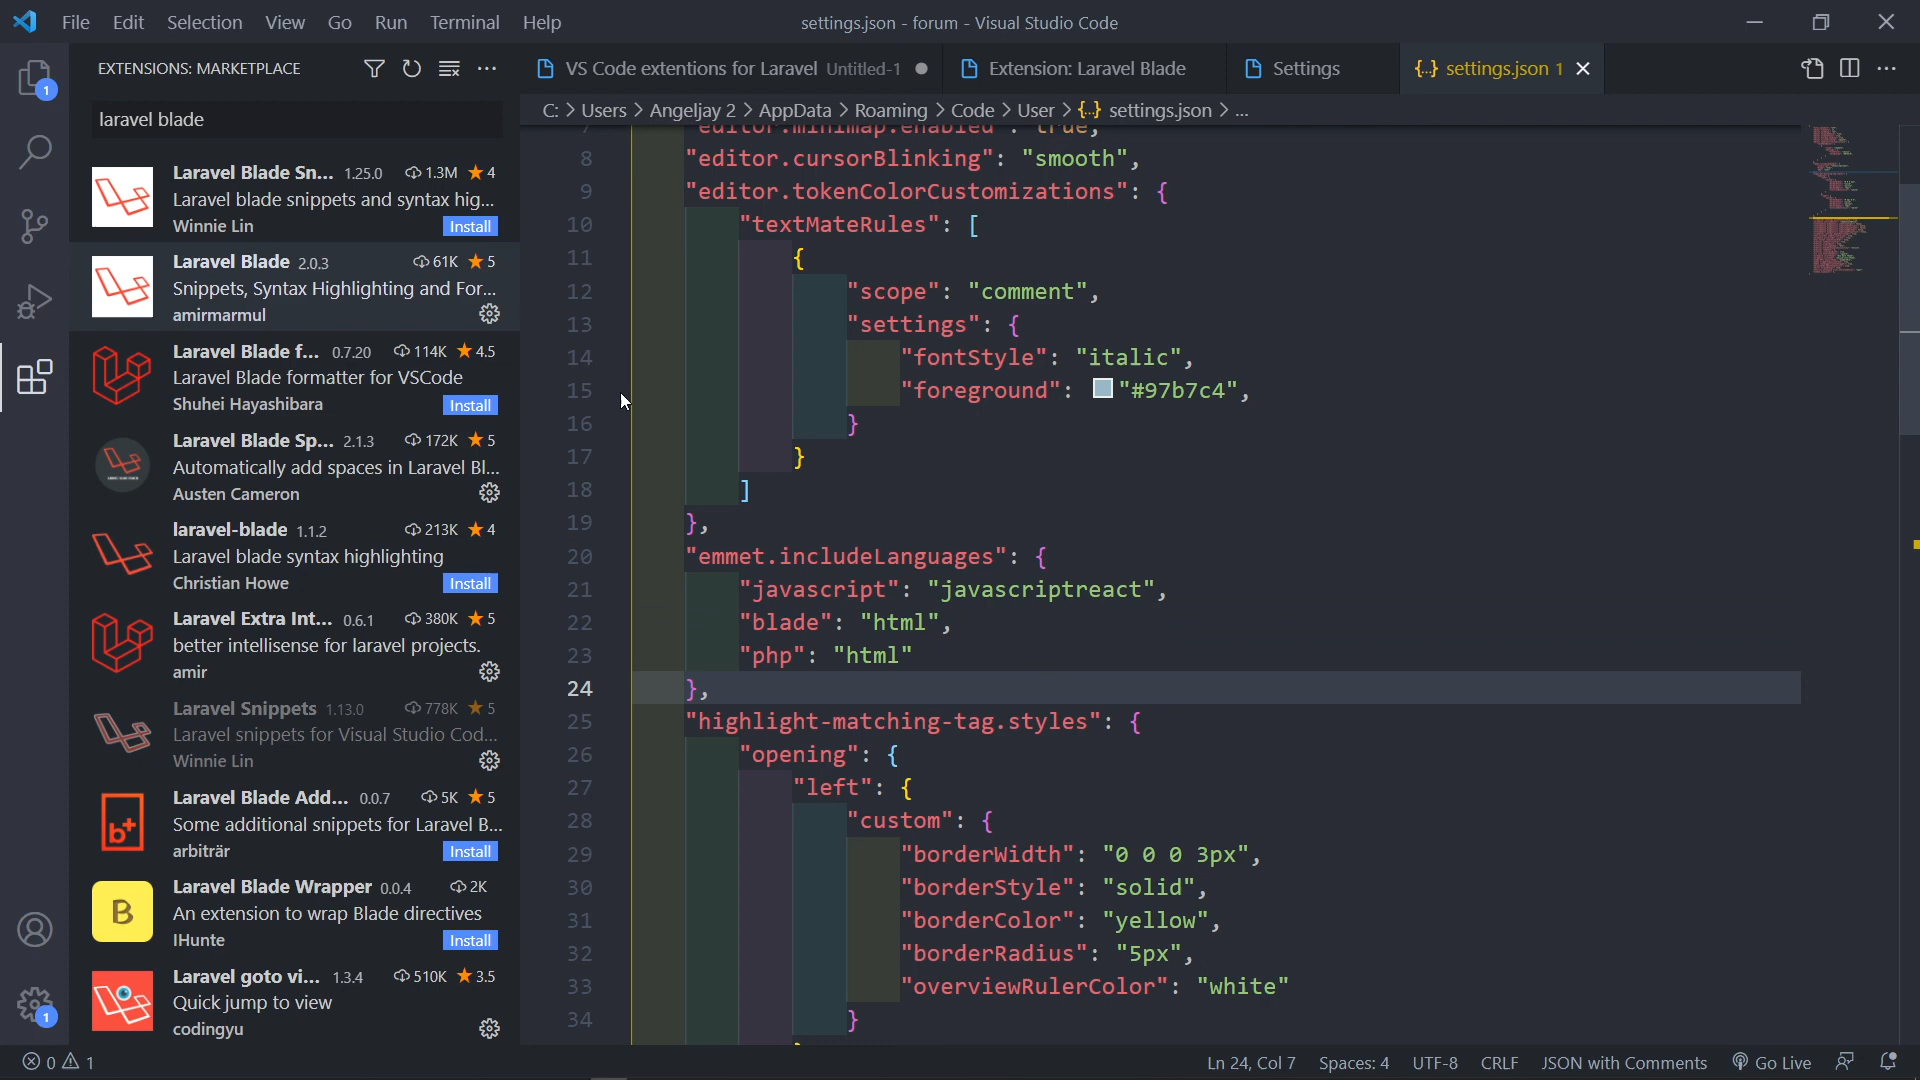 File Edit Selection View Go Run Terminal Help
settings.json - forum - Visual Studio Code
EXTENSIONS: MARKETPLACE
VS Code extentions for Laravel Untitled-1
Extension: Laravel Blade
Settings
{..} settings.json 1
1
laravel blade
C: > Users > Angeljay 2 > AppData > Roaming > Code > User > {..} settings.json > ...
Laravel Blade Sn... 1.25.0 1.3M 4
Laravel blade snippets and syntax hig...
Winnie Lin Install
Laravel Blade 2.0.3 61K 5
Snippets, Syntax Highlighting and For...
amirmarmul
Laravel Blade f... 0.7.20 114K 4.5
Laravel Blade formatter for VSCode
Shuhei Hayashibara Install
Laravel Blade Sp... 2.1.3 172K 5
Automatically add spaces in Laravel Bl...
Austen Cameron
laravel-blade 1.1.2 213K 4
Laravel blade syntax highlighting
Christian Howe Install
Laravel Extra Int... 0.6.1 380K 5
better intellisense for laravel projects.
amir
Laravel Snippets 1.13.0 778K 5
Laravel snippets for Visual Studio Cod...
Winnie Lin
b+
Laravel Blade Add... 0.0.7 5K 5
Some additional snippets for Laravel B...
arbiträr Install
B
Laravel Blade Wrapper 0.0.4 2K
An extension to wrap Blade directives
IHunte Install
Laravel goto vi... 1.3.4 510K 3.5
Quick jump to view
codingyu
1
7 "editor.minimap.enabled": true,
8 "editor.cursorBlinking": "smooth",
9 "editor.tokenColorCustomizations": {
10 "textMateRules": [
11 {
12 "scope": "comment",
13 "settings": {
14 "fontStyle": "italic",
15 "foreground": "#97b7c4",
16 }
17 }
18 ]
19 },
20 "emmet.includeLanguages": {
21 "javascript": "javascriptreact",
22 "blade": "html",
23 "php": "html"
24 },
25 "highlight-matching-tag.styles": {
26 "opening": {
27 "left": {
28 "custom": {
29 "borderWidth": "0 0 0 3px",
30 "borderStyle": "solid",
31 "borderColor": "yellow",
32 "borderRadius": "5px",
33 "overviewRulerColor": "white"
34 }
0 1
Ln 24, Col 7 Spaces: 4 UTF-8 CRLF JSON with Comments Go Live